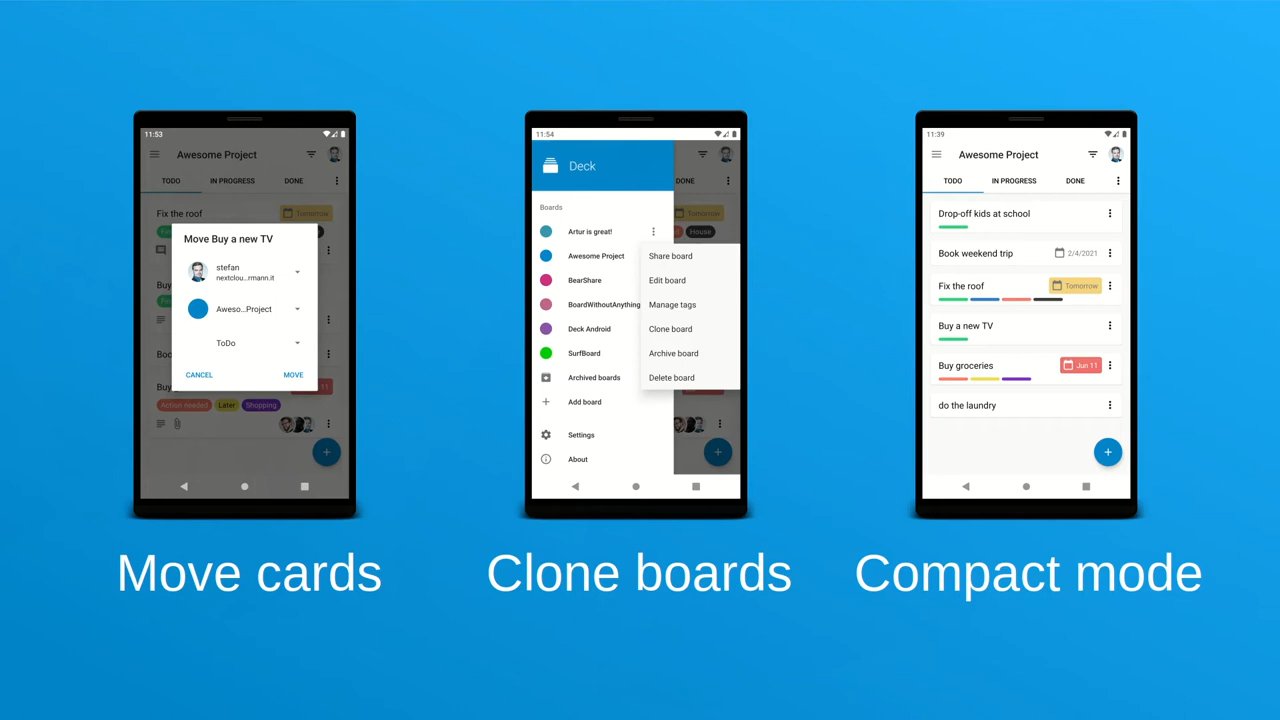 11:53
Awesome Project
TODO IN PROGRESS DONE
Fix the roof Tomorrow
Move Buy a new TV
stefan
nextclou...rmann.it
Aweso...Project
ToDo
CANCEL MOVE
Buy
Boo
Buy
11
Action needed Later Shopping
+
Move cards
11:54
Deck
DONE
Boards
Tomorrow
Artur is great!
House
Awesome Project
BearShare
BoardWithoutAnything
Deck Android
SurfBoard
Archived boards
Add board
Settings
About
Share board
Edit board
Manage tags
Clone board
Archive board
Delete board
+
Clone boards
11:39
Awesome Project
TODO IN PROGRESS DONE
Drop-off kids at school
Book weekend trip 2/4/2021
Fix the roof Tomorrow
Buy a new TV
Buy groceries Jun 11
do the laundry
+
Compact mode